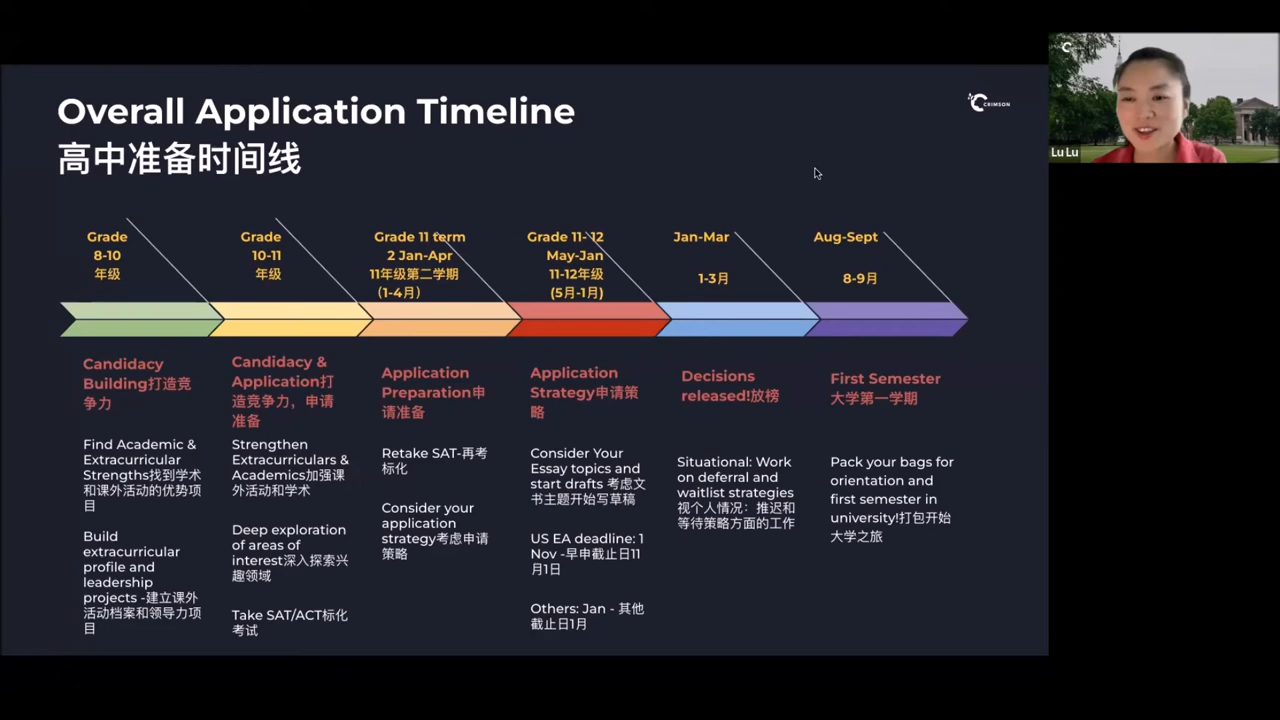 Overall Application Timeline
高中准备时间线
CRIMSON
C
Lu Lu
Grade
8-10
年级
Grade
10-11
年级
Grade 11 term
2 Jan-Apr
11年级第二学期
(1-4月)
Grade 11- 12
May-Jan
11-12年级
(5月-1月)
Jan-Mar
1-3月
Aug-Sept
8-9月
Candidacy
Building打造竞
争力
Find Academic &
Extracurricular
Strengths找到学术
和课外活动的优势项
目
Build
extracurricular
profile and
leadership
projects -建立课外
活动档案和领导力项
目
Candidacy &
Application打
造竞争力，申请
准备
Strengthen
Extracurriculars &
Academics加强课
外活动和学术
Deep exploration
of areas of
interest深入探索兴
趣领域
Take SAT/ACT标化
考试
Application
Preparation申
请准备
Retake SAT-再考
标化
Consider your
application
strategy考虑申请
策略
Application
Strategy申请策
略
Consider Your
Essay topics and
start drafts 考虑文
书主题开始写草稿
US EA deadline: 1
Nov -早申截止日11
月1日
Others: Jan - 其他
截止日1月
Decisions
released!放榜
Situational: Work
on deferral and
waitlist strategies
视个人情况：推迟和
等待策略方面的工作
First Semester
大学第一学期
Pack your bags for
orientation and
first semester in
university!打包开始
大学之旅